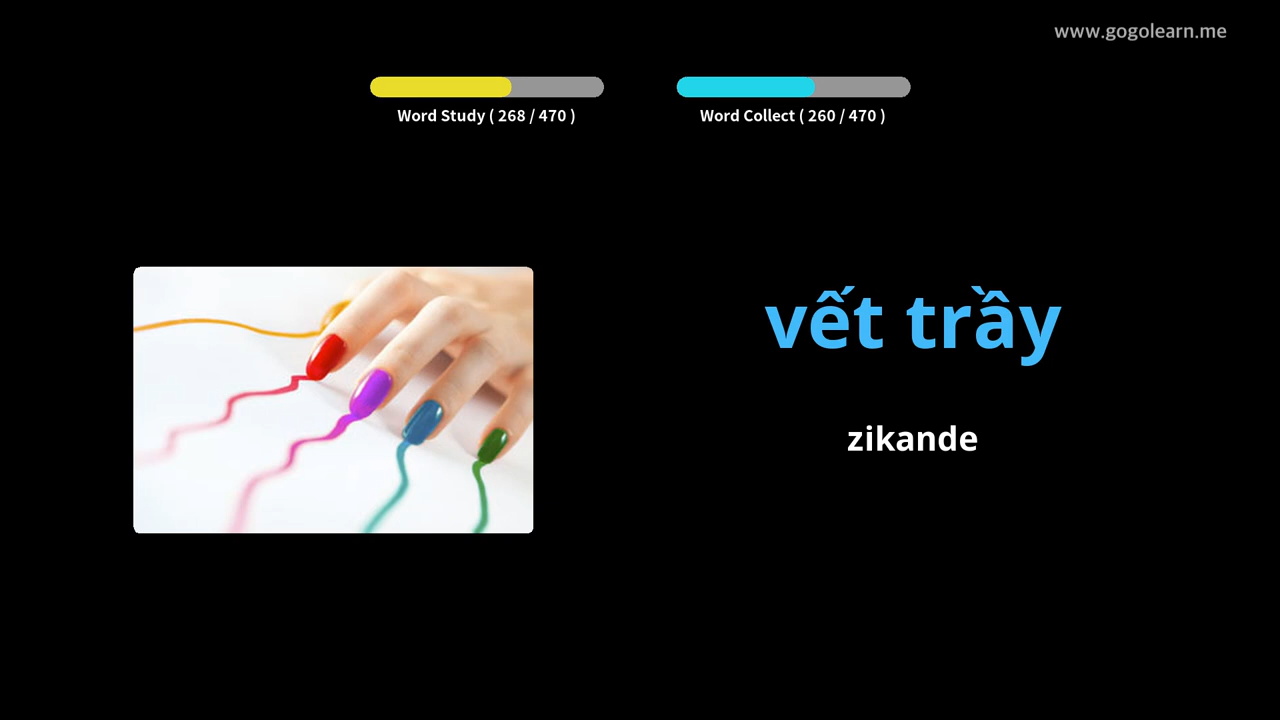 www.gogolearn.me
Word Study ( 268 / 470 )
Word Collect ( 260 / 470 )
vết trầy
zikande